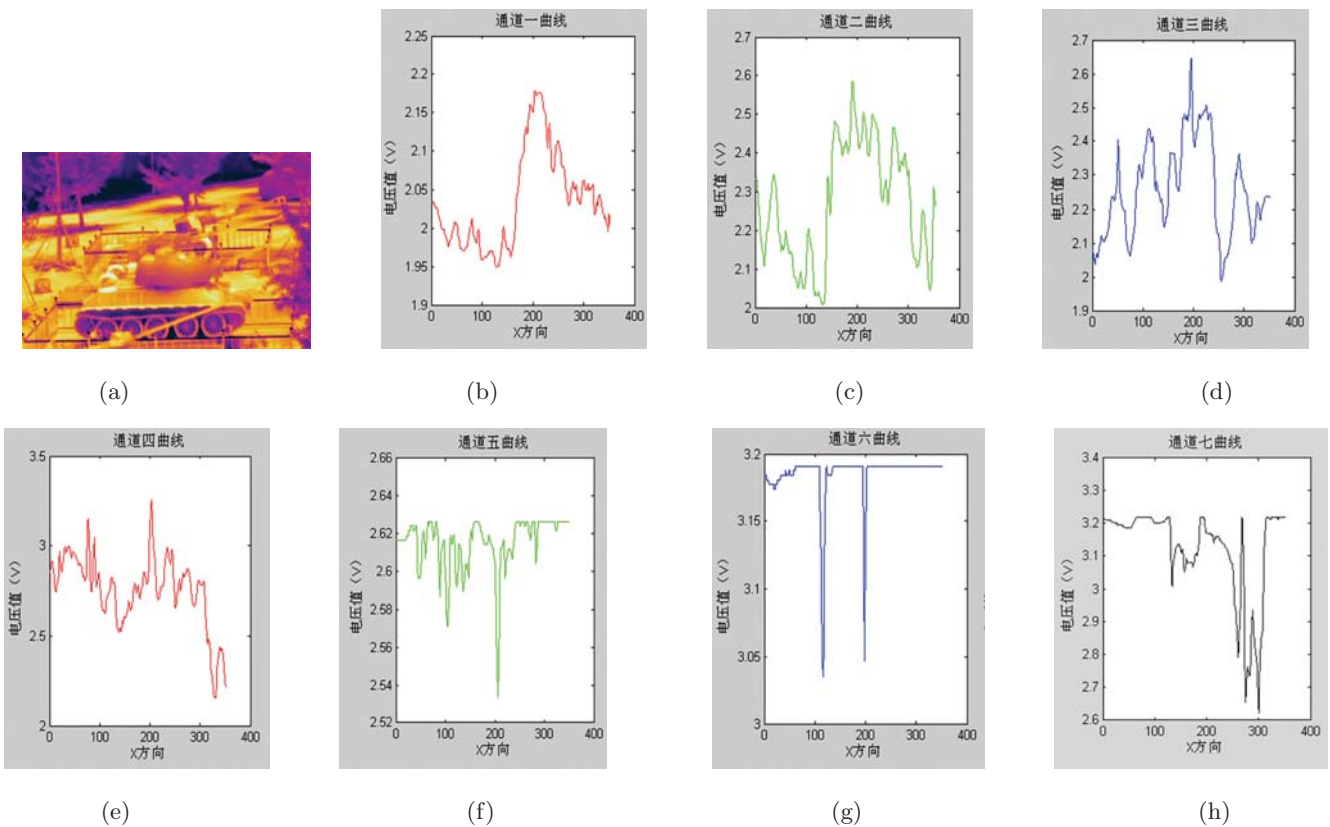 通道一曲线
2.25
2.2
2.15
2.1
2.05
2
1.95
1.9
0 100 200 300 400
X方向
电压值（V）
(a)
(b)
通道二曲线
2.7
2.6
2.5
2.4
2.3
2.2
2.1
2
0 100 200 300 400
X方向
电压值（V）
(c)
通道三曲线
2.7
2.6
2.5
2.4
2.3
2.2
2.1
2
1.9
0 100 200 300 400
X方向
电压值（V）
(d)
通道四曲线
3.5
3
2.5
2
0 100 200 300 400
X方向
电压值（V）
(e)
通道五曲线
2.66
2.64
2.62
2.6
2.58
2.56
2.54
2.52
0 100 200 300 400
X方向
电压值（V）
(f)
通道六曲线
3.2
3.15
3.1
3.05
3
0 100 200 300 400
X方向
(g)
通道七曲线
3.4
3.3
3.2
3.1
3
2.9
2.8
2.7
2.6
0 100 200 300 400
X方向
电压值（V）
(h)